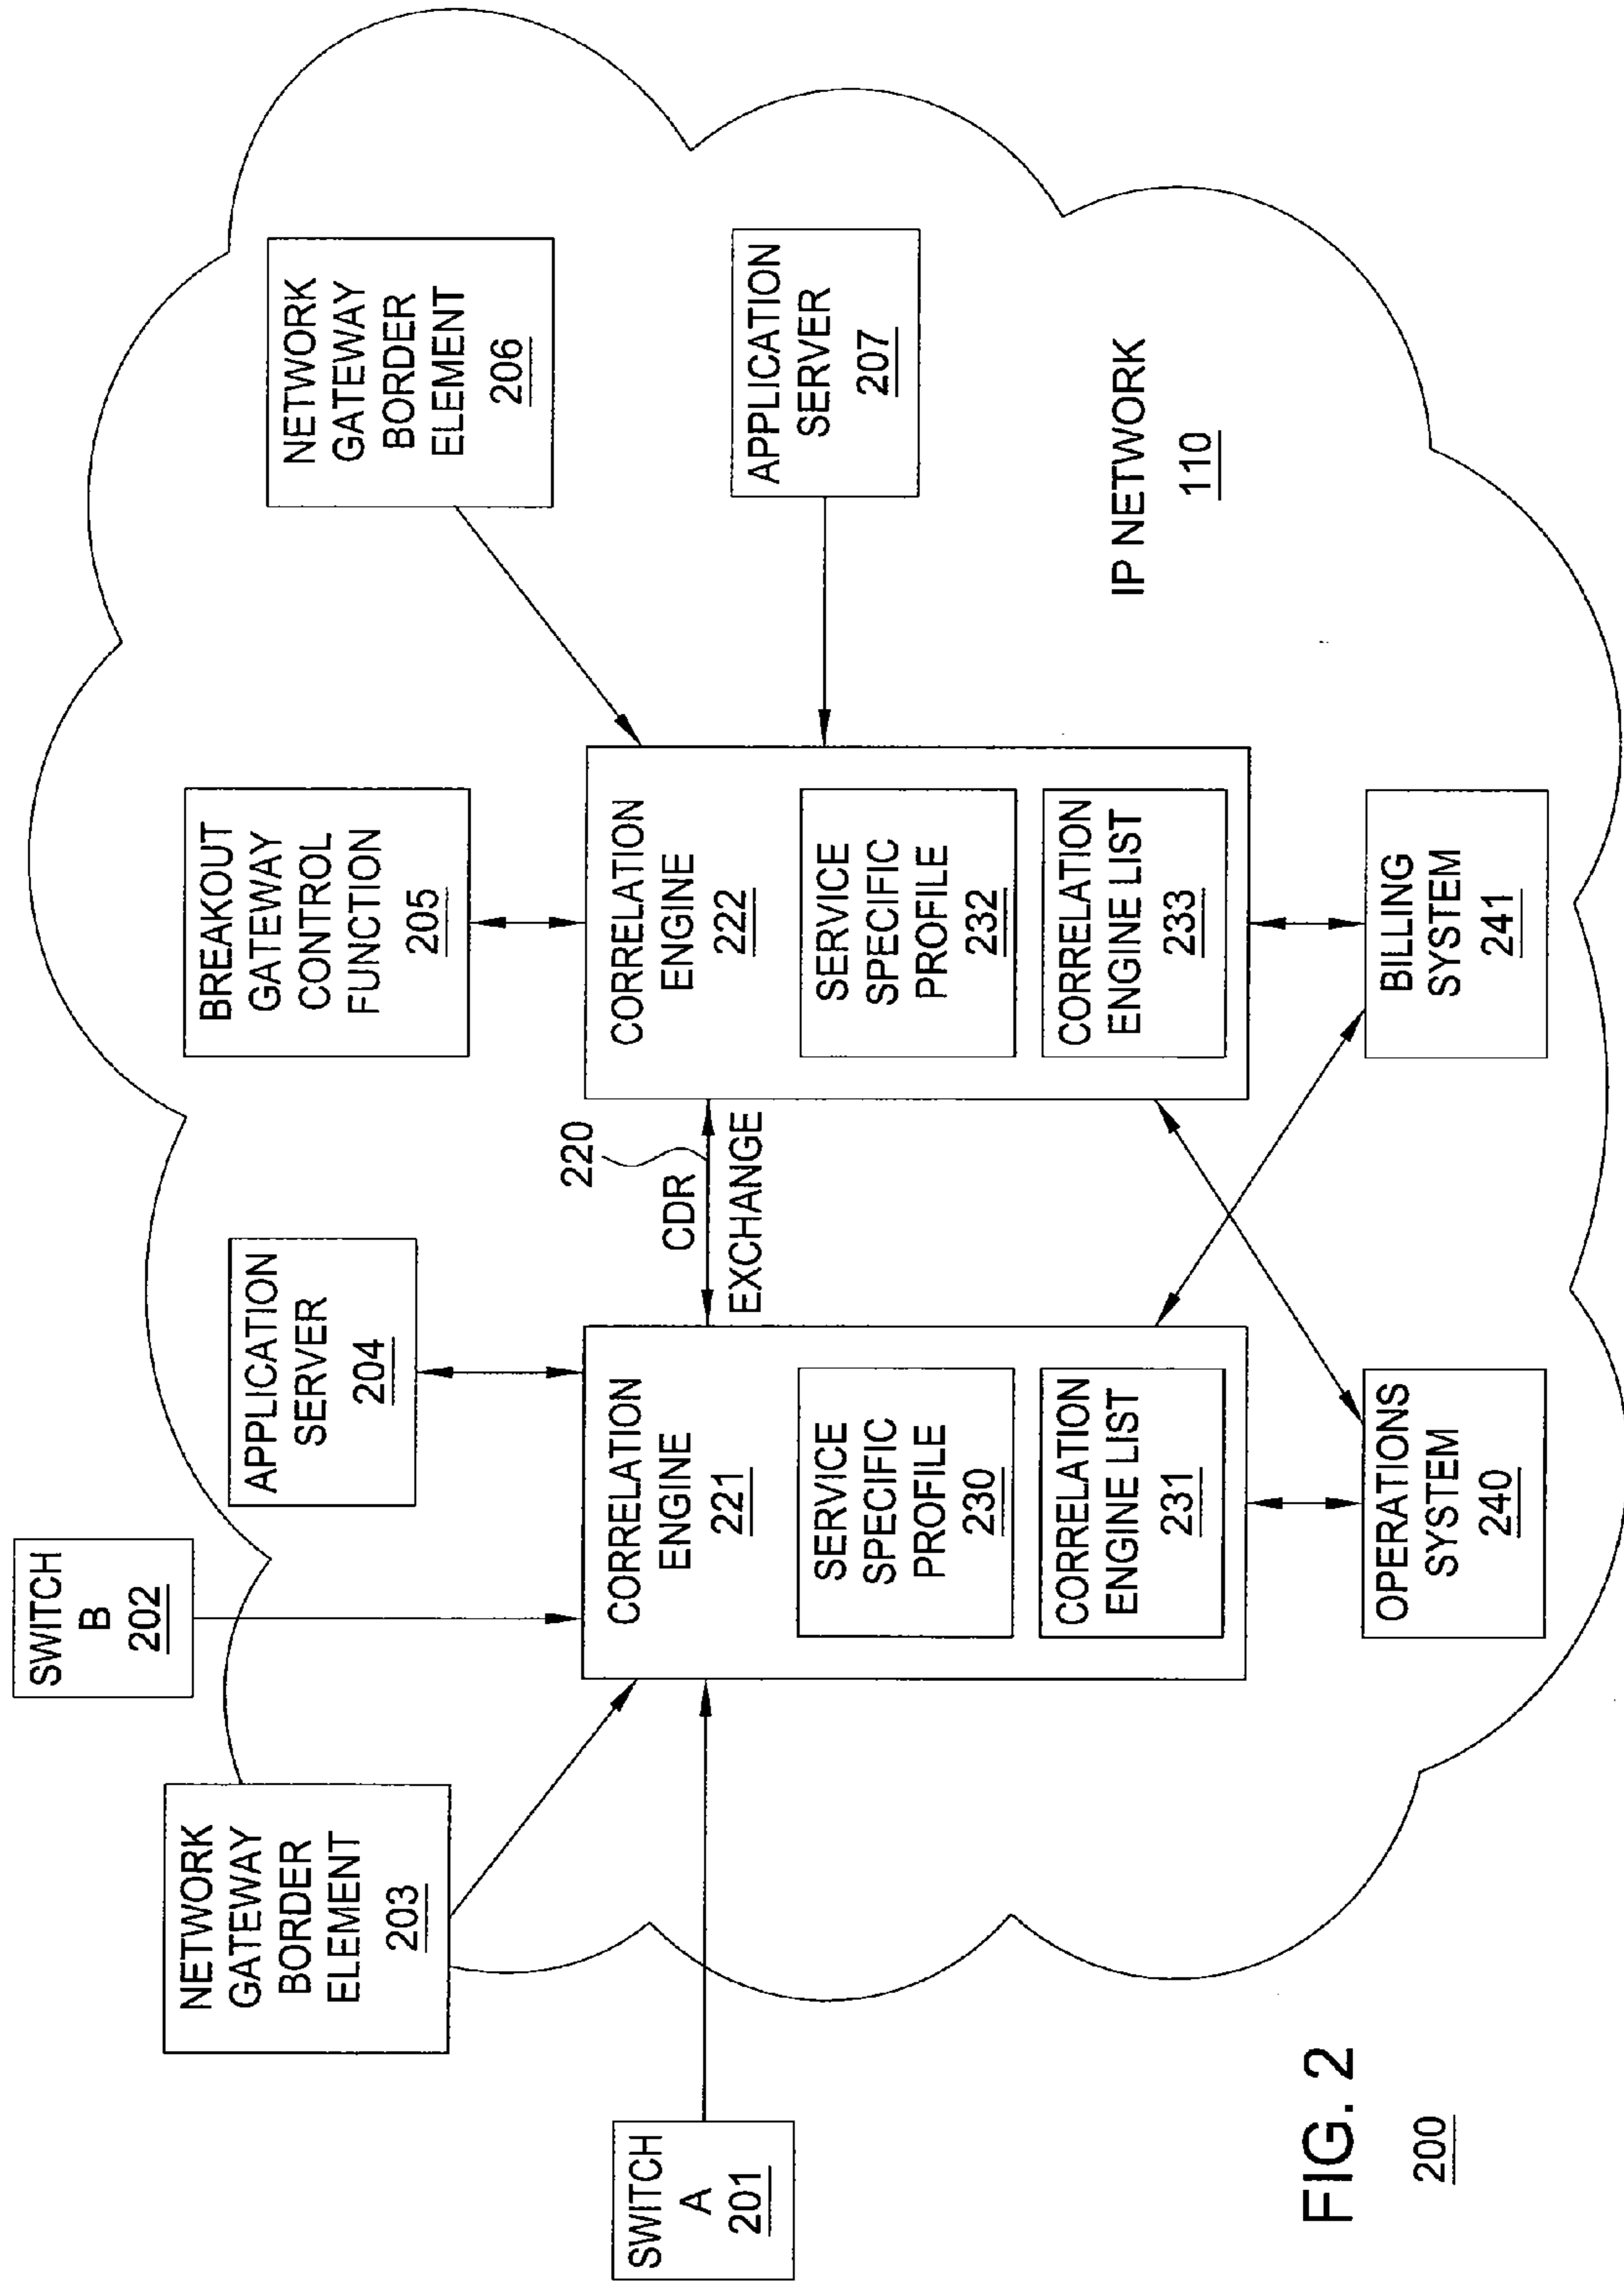 SWITCH
B
202
NETWORK
GATEWAY
BORDER
ELEMENT
203
SWITCH
A
201
APPLICATION
SERVER
204
BREAKOUT
GATEWAY
CONTROL
FUNCTION
205
NETWORK
GATEWAY
BORDER
ELEMENT
206
APPLICATION
SERVER
207
CORRELATION
ENGINE
221
SERVICE
SPECIFIC
PROFILE
230
CORRELATION
ENGINE LIST
231
220
CDR
EXCHANGE
CORRELATION
ENGINE
222
SERVICE
SPECIFIC
PROFILE
232
CORRELATION
ENGINE LIST
233
IP NETWORK
110
OPERATIONS
SYSTEM
240
BILLING
SYSTEM
241
FIG. 2
200